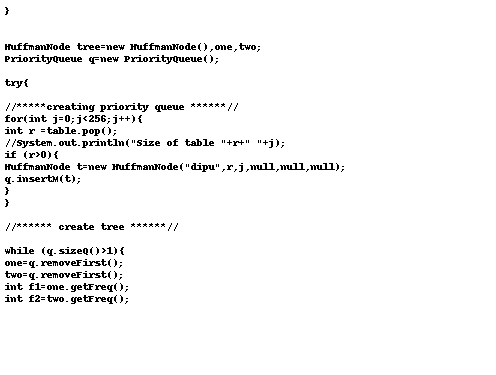 }
HuffmanNode tree=new HuffmanNode(),one,two;
PriorityQueue q=new PriorityQueue();
try{
//*****creating priority queue ******//
for(int j=0;j<256;j++){
int r =table.pop();
//System.out.println("Size of table "+r+" "+j);
if (r>0){
HuffmanNode t=new HuffmanNode("dipu",r,j,null,null,null);
q.insertM(t);
}
}
//****** create tree ******//
while (q.sizeQ()>1){
one=q.removeFirst();
two=q.removeFirst();
int f1=one.getFreq();
int f2=two.getFreq();